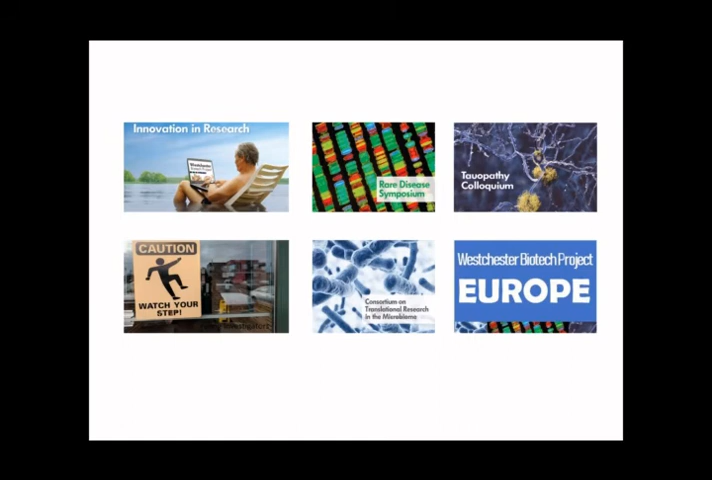 Innovation in Research
Westchester
Rare Disease
Symposium
Tauopathy
Colloquium
CAUTION
WATCH YOUR
STEP!
Consortium on
Translational Research
in the Microbiome
Westchester Biotech Project
EUROPE